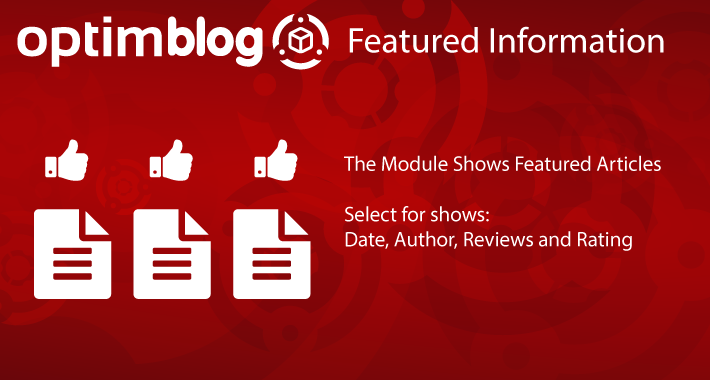 optimblog Featured Information
The Module Shows Featured Articles
Select for shows:
Date, Author, Reviews and Rating